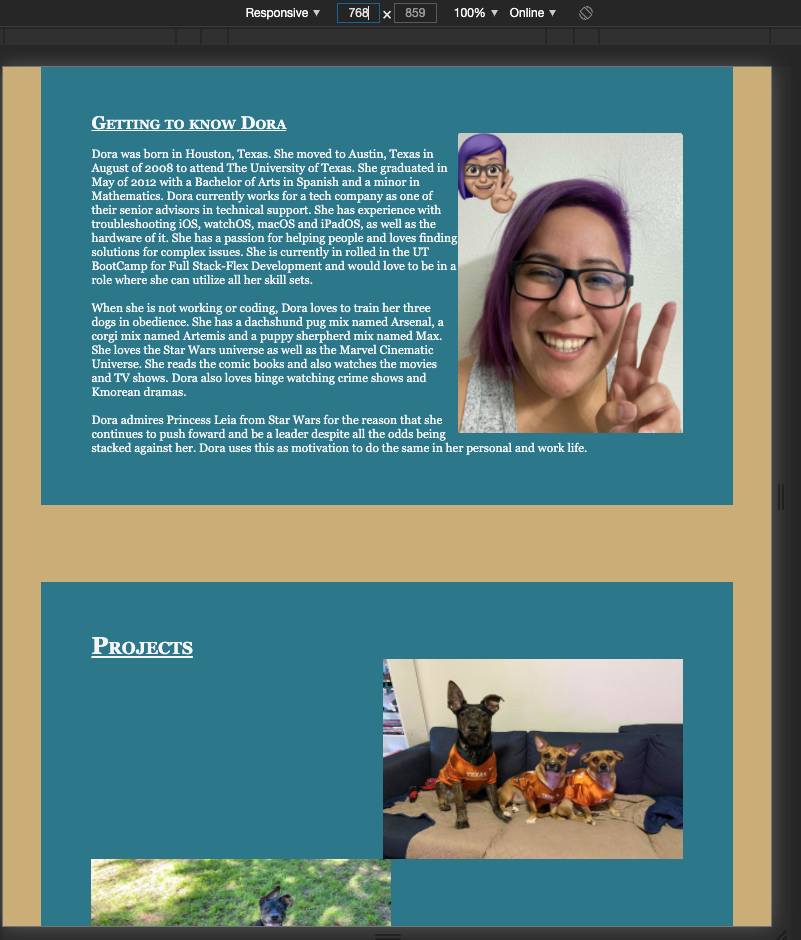 Responsive ▼ 768 × 859 100% ▼ Online ▼
Getting to know Dora
Dora was born in Houston, Texas. She moved to Austin, Texas in
August of 2008 to attend The University of Texas. She graduated in
May of 2012 with a Bachelor of Arts in Spanish and a minor in
Mathematics. Dora currently works for a tech company as one of
their senior advisors in technical support. She has experience with
troubleshooting iOS, watchOS, macOS and iPadOS, as well as the
hardware of it. She has a passion for helping people and loves finding
solutions for complex issues. She is currently in rolled in the UT
BootCamp for Full Stack-Flex Development and would love to be in a
role where she can utilize all her skill sets.
When she is not working or coding, Dora loves to train her three
dogs in obedience. She has a dachshund pug mix named Arsenal, a
corgi mix named Artemis and a puppy sherpherd mix named Max.
She loves the Star Wars universe as well as the Marvel Cinematic
Universe. She reads the comic books and also watches the movies
and TV shows. Dora also loves binge watching crime shows and
Kmorean dramas.
Dora admires Princess Leia from Star Wars for the reason that she
continues to push foward and be a leader despite all the odds being
stacked against her. Dora uses this as motivation to do the same in her personal and work life.
Projects
TEXAS